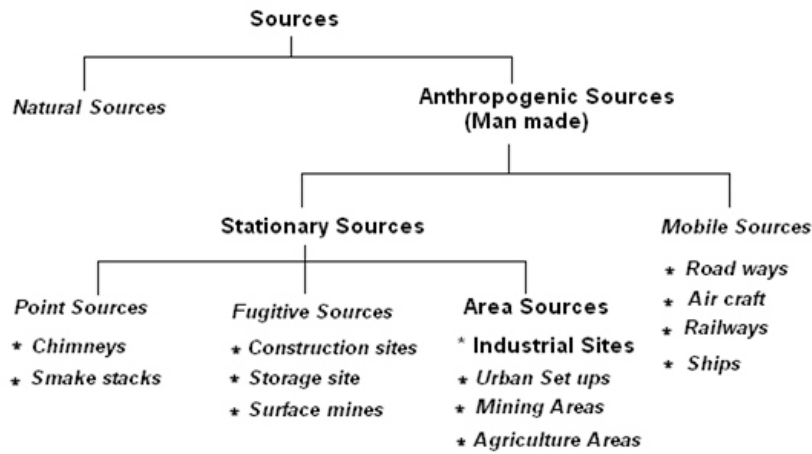 Sources
Natural Sources
Anthropogenic Sources
(Man made)
Stationary Sources
Mobile Sources
* Road ways
* Air craft
* Railways
* Ships
Point Sources
* Chimneys
* Smake stacks
Fugitive Sources
* Construction sites
* Storage site
* Surface mines
Area Sources
* Industrial Sites
* Urban Set ups
* Mining Areas
* Agriculture Areas